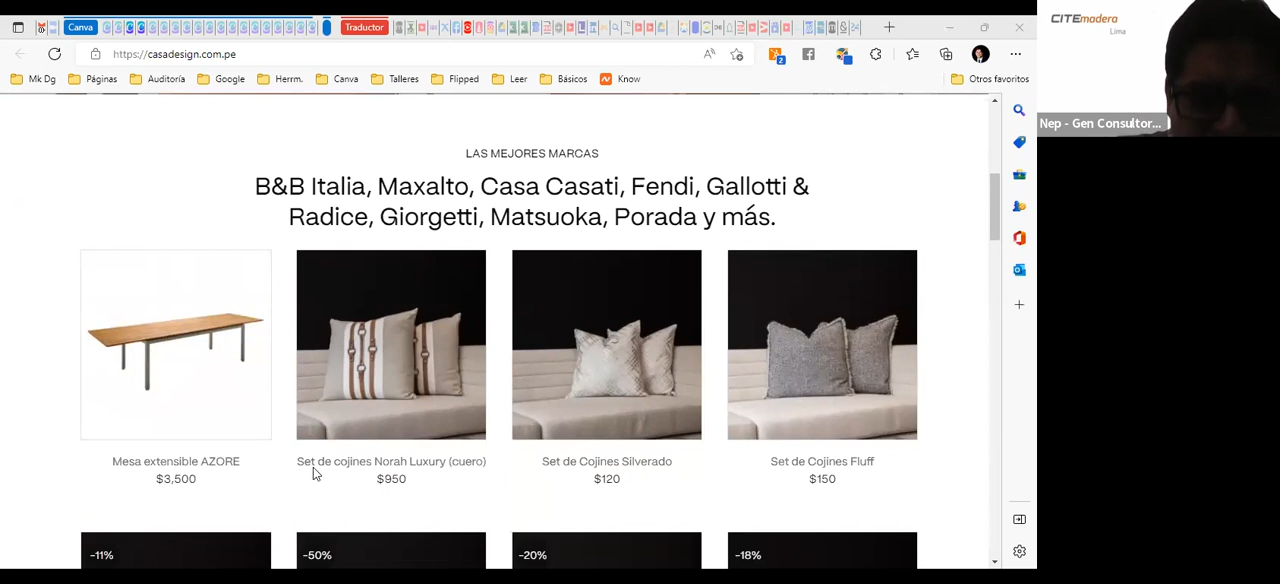 Canva
Traductor
https://casadesign.com.pe
2
Mk Dg
Páginas
Auditoría
Google
Herrm.
Canva
Talleres
Flipped
Leer
Básicos
Know
Otros favoritos
CITEmadera
Lima
Nep - Gen Consultor...
LAS MEJORES MARCAS
B&B Italia, Maxalto, Casa Casati, Fendi, Gallotti &
Radice, Giorgetti, Matsuoka, Porada y más.
Mesa extensible AZORE
$3,500
Set de cojines Norah Luxury (cuero)
$950
Set de Cojines Silverado
$120
Set de Cojines Fluff
$150
-11%
-50%
-20%
-18%